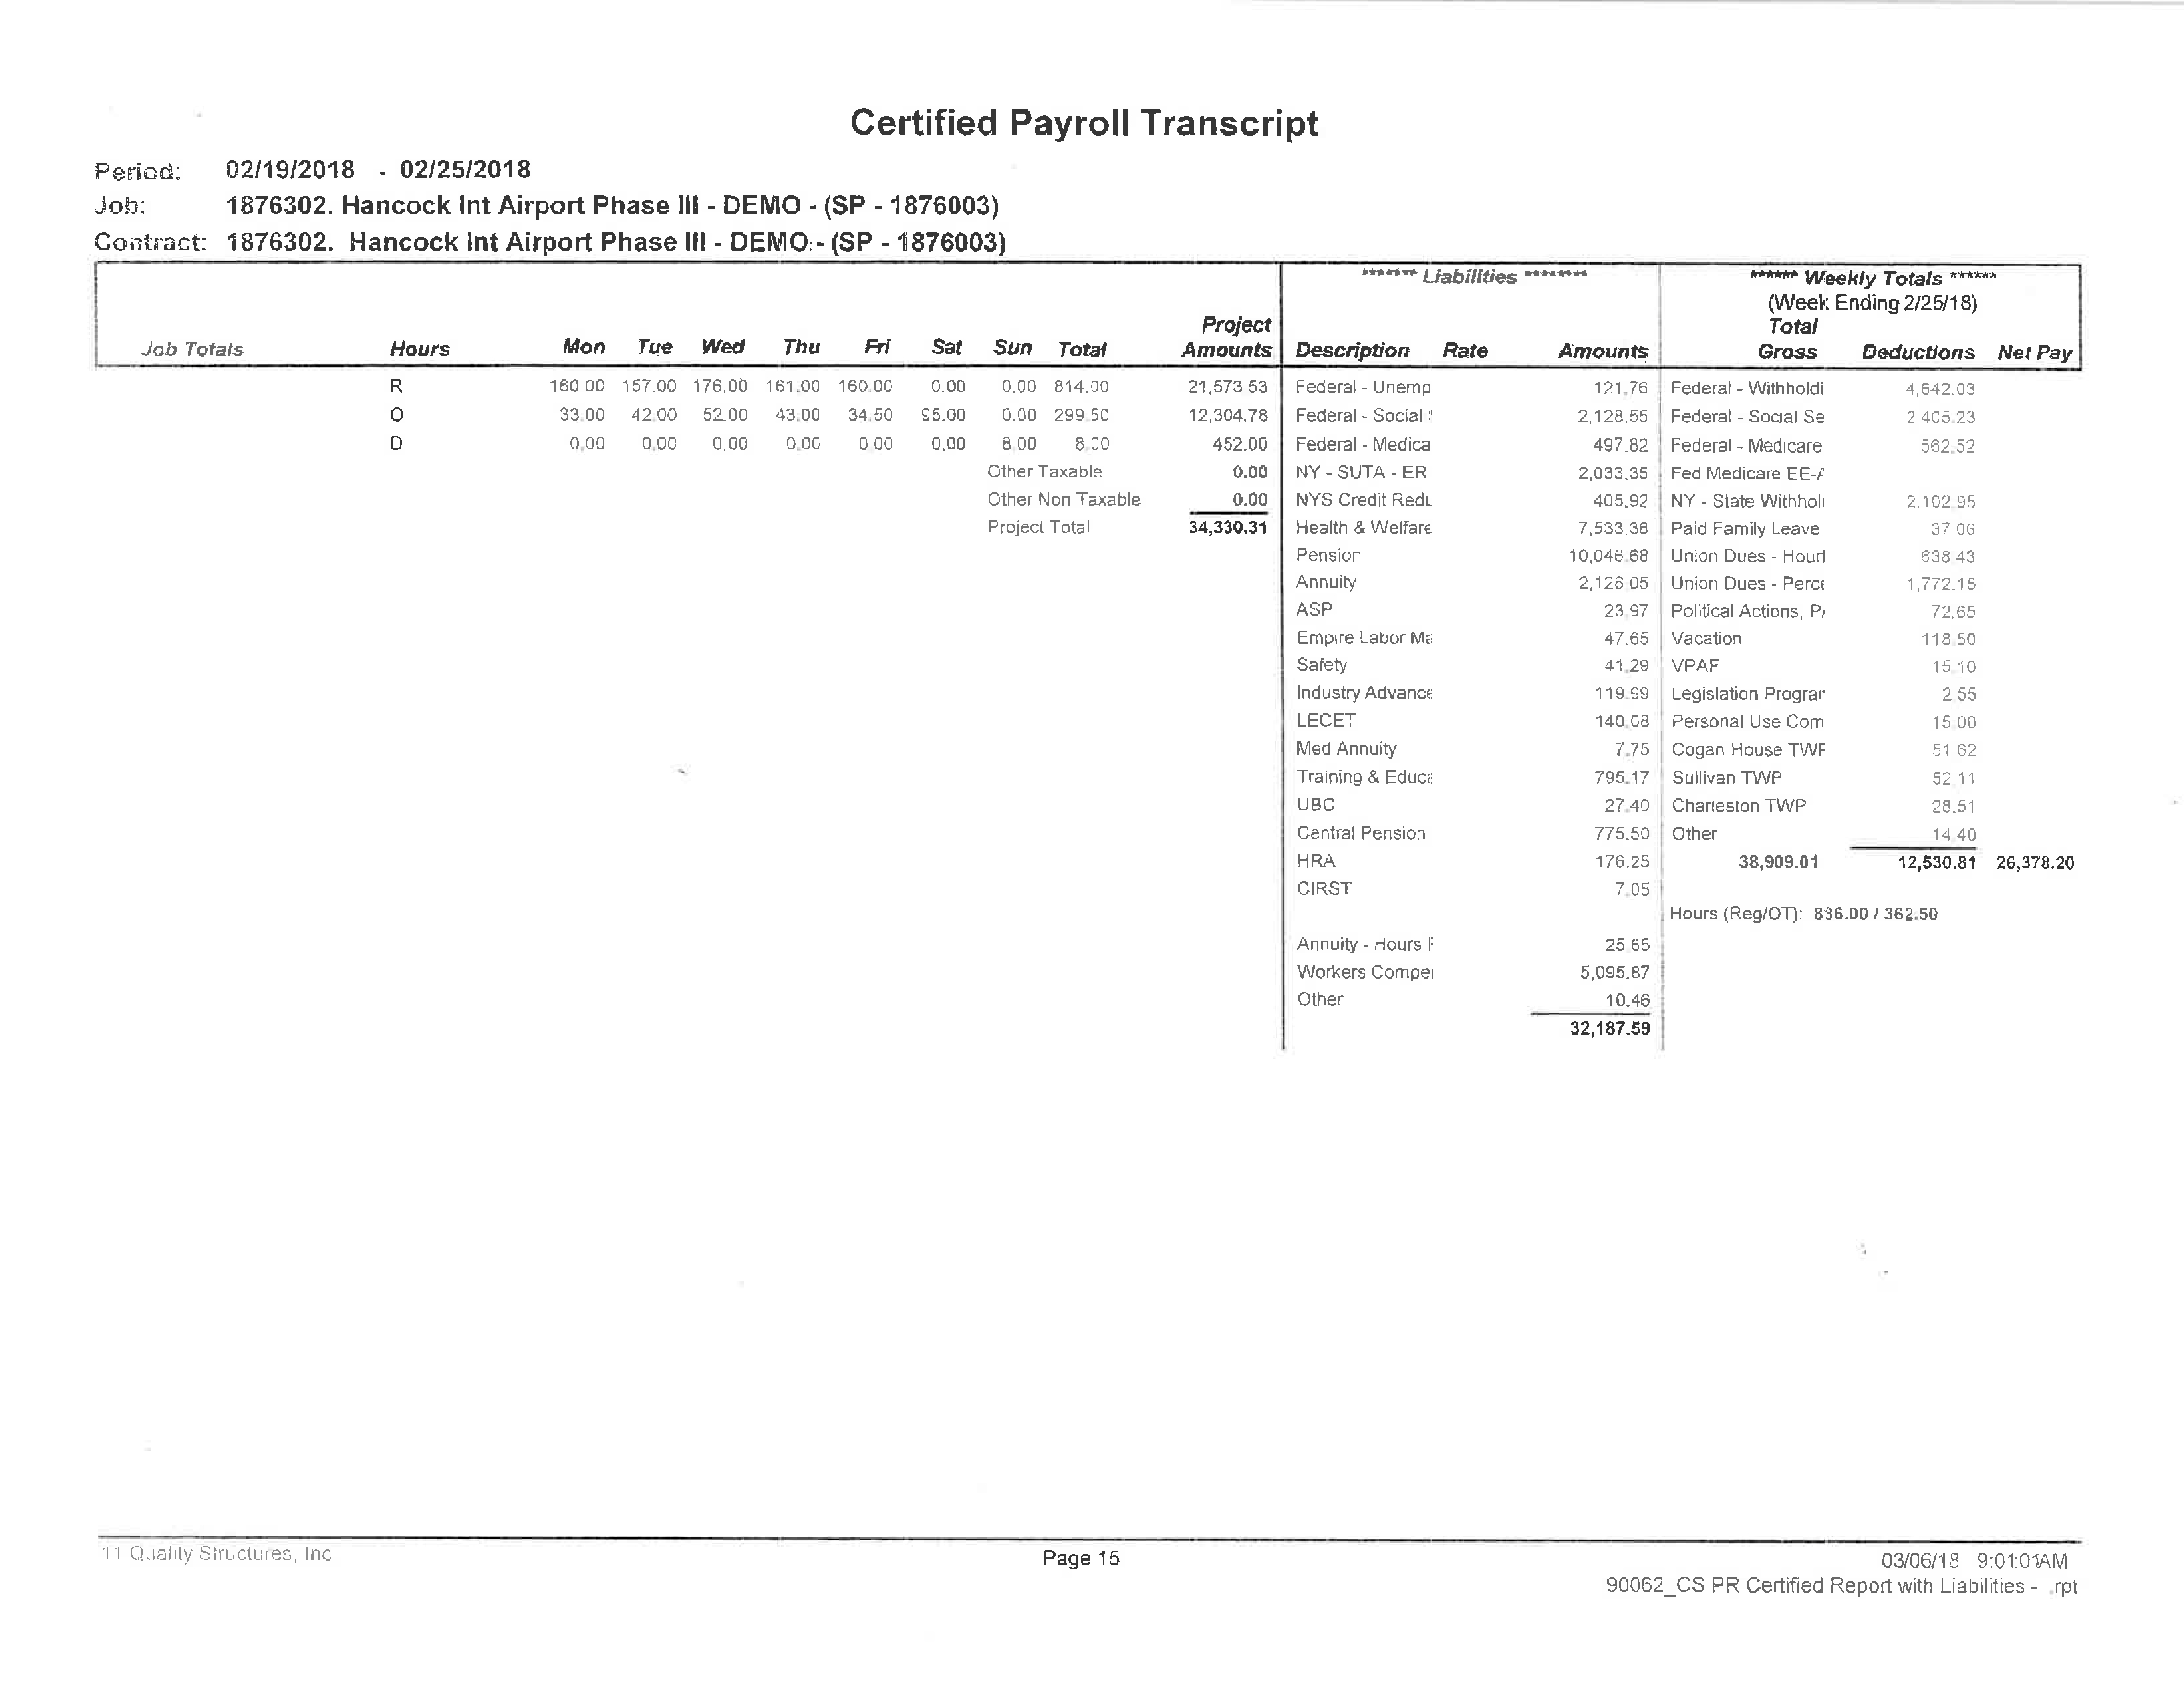 Certified Payroll Transcript
Period: 02/19/2018 - 02/25/2018
Job: 1876302. Hancock Int Airport Phase III - DEMO - (SP - 1876003)
Contract: 1876302. Hancock Int Airport Phase III - DEMO - (SP - 1876003)
******* Liabilities ******** ****** Weekly Totals ******
(Week Ending 2/25/18)
Project Total
Job Totals Hours Mon Tue Wed Thu Fri Sat Sun Total Amounts Description Rate Amounts Gross Deductions Net Pay
R 160.00 157.00 176.00 161.00 160.00 0.00 0.00 814.00 21,573.53 Federal - Unemp 121.76 Federal - Withholdi 4,642.03
O 33.00 42.00 52.00 43.00 34.50 95.00 0.00 299.50 12,304.78 Federal - Social 2,128.55 Federal - Social Se 2,405.23
D 0.00 0.00 0.00 0.00 0.00 0.00 8.00 8.00 452.00 Federal - Medica 497.82 Federal - Medicare 562.52
Other Taxable 0.00 NY - SUTA - ER 2,033.35 Fed Medicare EE-
Other Non Taxable 0.00 NYS Credit Redu 405.92 NY - State Withholi 2,102.95
Project Total 34,330.31 Health & Welfare 7,533.38 Paid Family Leave 37.06
Pension 10,046.68 Union Dues - Hourl 638.43
Annuity 2,126.05 Union Dues - Perce 1,772.15
ASP 23.97 Political Actions, P 72.65
Empire Labor Ma 47.65 Vacation 118.50
Safety 41.29 VPAF 15.10
Industry Advance 119.99 Legislation Program 2.55
LECET 140.08 Personal Use Com 15.00
Med Annuity 7.75 Cogan House TWF 51.62
Training & Educa 795.17 Sullivan TWP 52.11
UBC 27.40 Charleston TWP 28.51
Central Pension 775.50 Other 14.40
HRA 176.25 38,909.01 12,530.81 26,378.20
CIRST 7.05
Hours (Reg/OT): 836.00 / 362.50
Annuity - Hours 25.65
Workers Compe 5,095.87
Other 10.46
32,187.59
11 Quality Structures, Inc Page 15 03/06/18 9:01:01AM
90062_CS PR Certified Report with Liabilities - .rpt